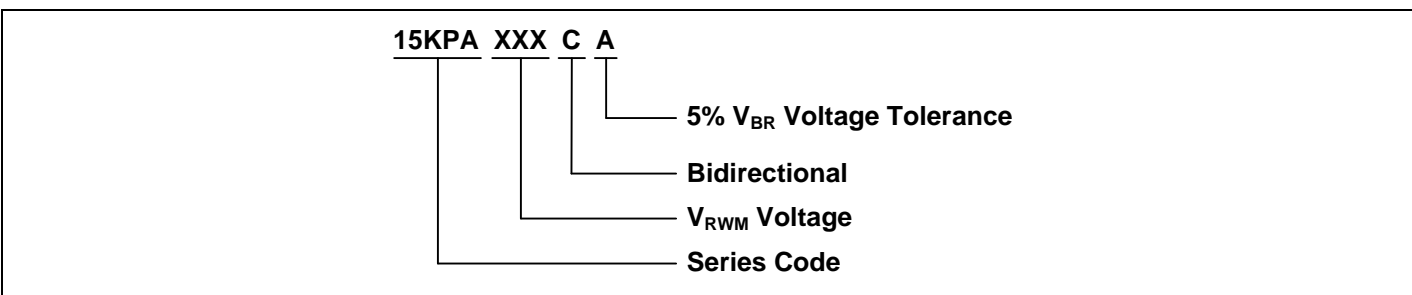 15KPA XXX C A
5% VBR Voltage Tolerance
Bidirectional
VRWM Voltage
Series Code